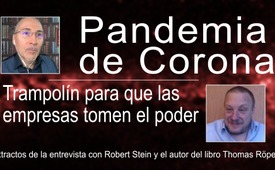 Pandemia
de Corona
Trampolín para que las
empresas tomen el poder
xtractos de la entrevista con Robert Stein y el autor del libro Thomas Röpe